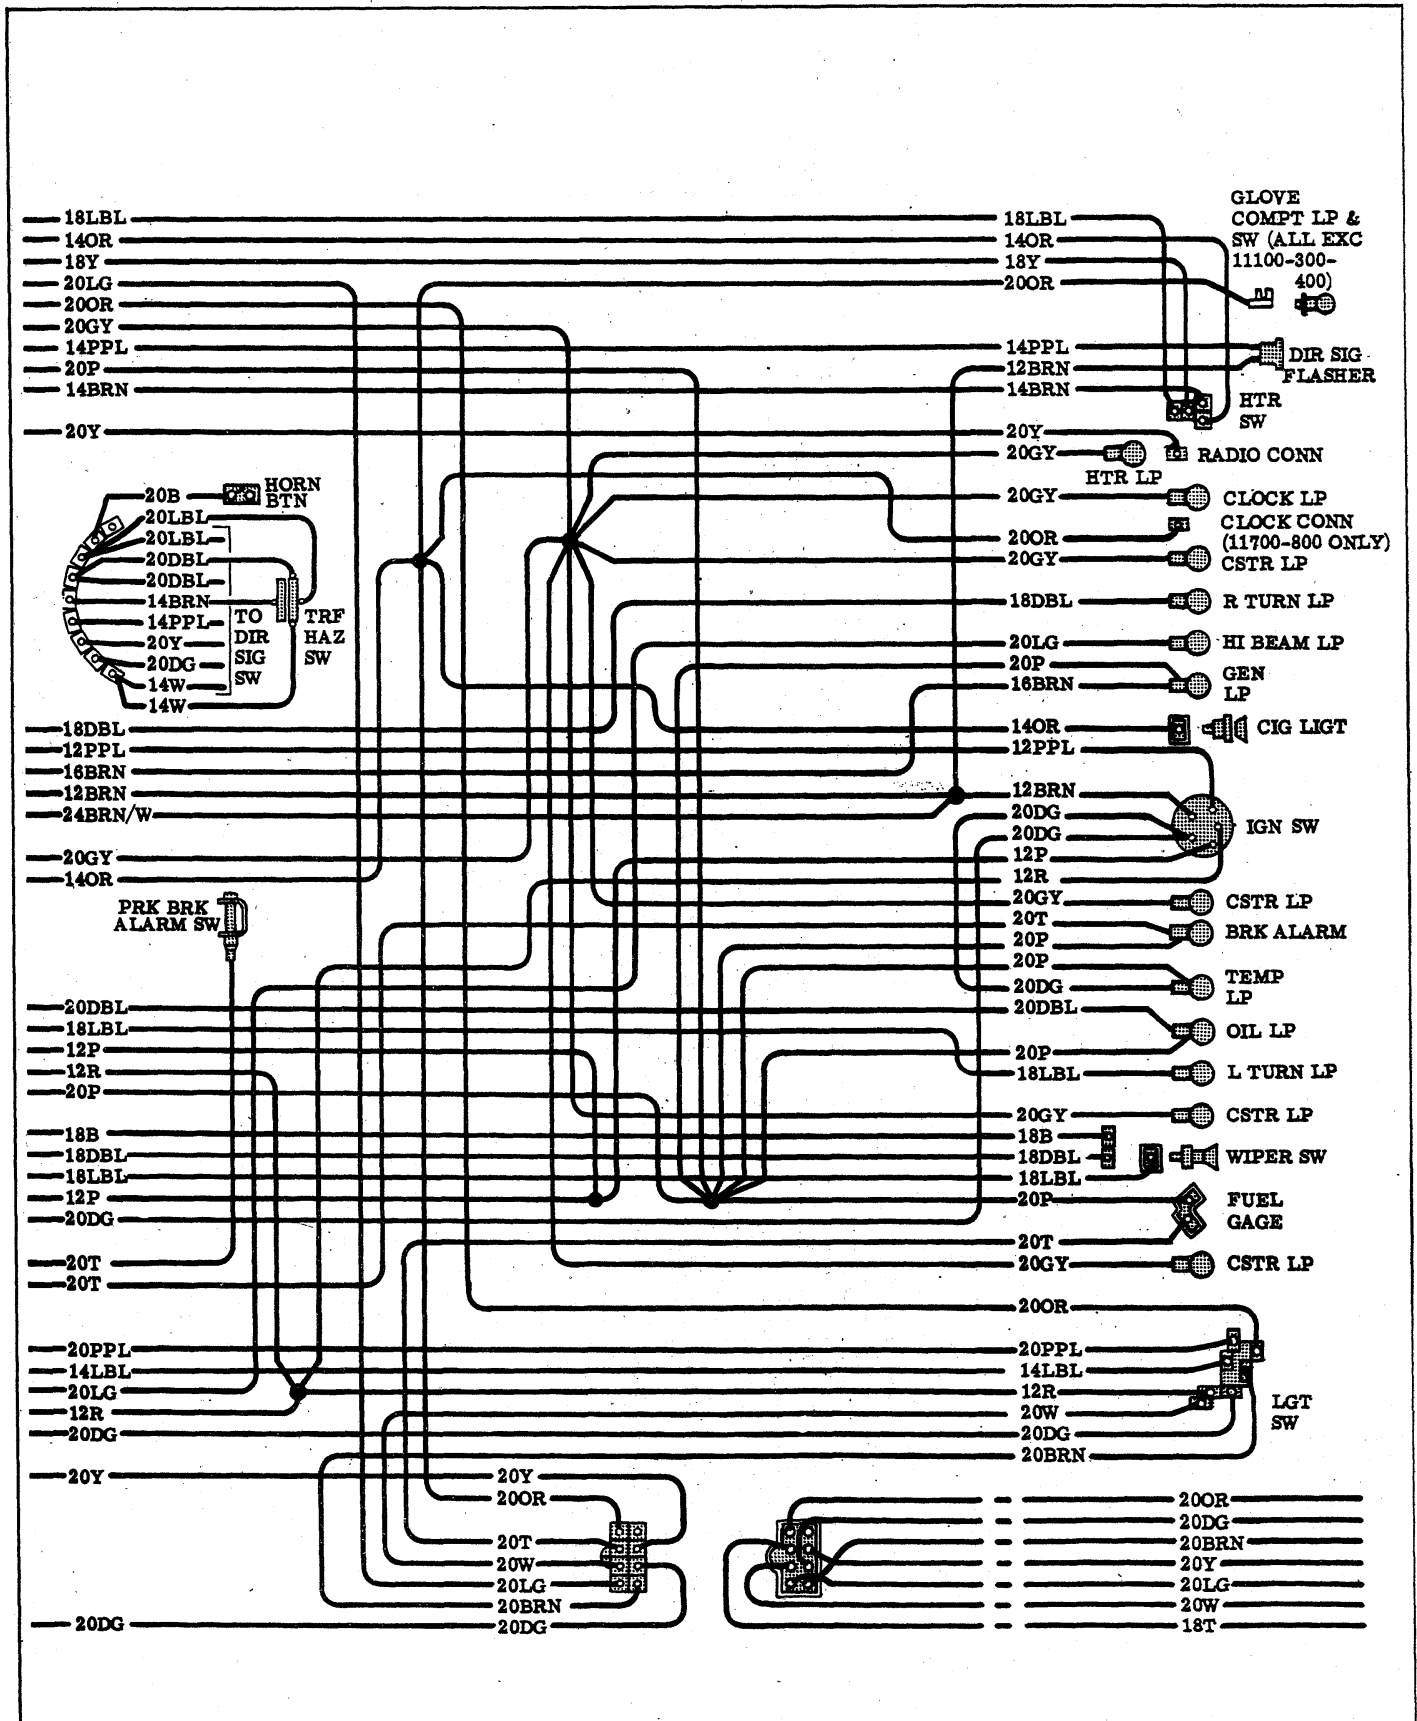 GLOVE
18LBL 18LBL COMPT LP &
14OR 14OR SW (ALL EXC
18Y 18Y 11100-300-
20LG 20OR 400)
20OR
20GY
14PPL 14PPL DIR SIG
20P 12BRN FLASHER
14BRN 14BRN HTR
SW
20Y 20Y
20GY RADIO CONN
HTR LP
HORN
BTN
20B 20GY CLOCK LP
20LBL CLOCK CONN
20LBL 20OR (11700-800 ONLY)
20DBL 20GY CSTR LP
20DBL
14BRN 18DBL R TURN LP
14PPL TO TRF
20Y DIR HAZ 20LG HI BEAM LP
20DG SIG SW 20P GEN
14W SW 16BRN LP
14W
18DBL 14OR CIG LIGT
12PPL 12PPL
16BRN
12BRN 12BRN
24BRN/W 20DG IGN SW
20DG
20GY 12P
14OR 12R
PRK BRK 20GY CSTR LP
ALARM SW 20T BRK ALARM
20P
20P TEMP
20DG LP
20DBL 20DBL
18LBL OIL LP
12P 20P
12R 18LBL L TURN LP
20P
20GY CSTR LP
18B 18B
18DBL 18DBL WIPER SW
18LBL 18LBL
12P 20P FUEL
20DG GAGE
20T
20T 20GY CSTR LP
20T
20OR
20PPL 20PPL
14LBL 14LBL
20LG 12R LGT
12R 20W SW
20DG 20DG
20BRN
20Y 20Y
20OR 20OR
20DG
20T 20BRN
20W 20Y
20LG 20LG
20BRN 20W
20DG 20DG 18T